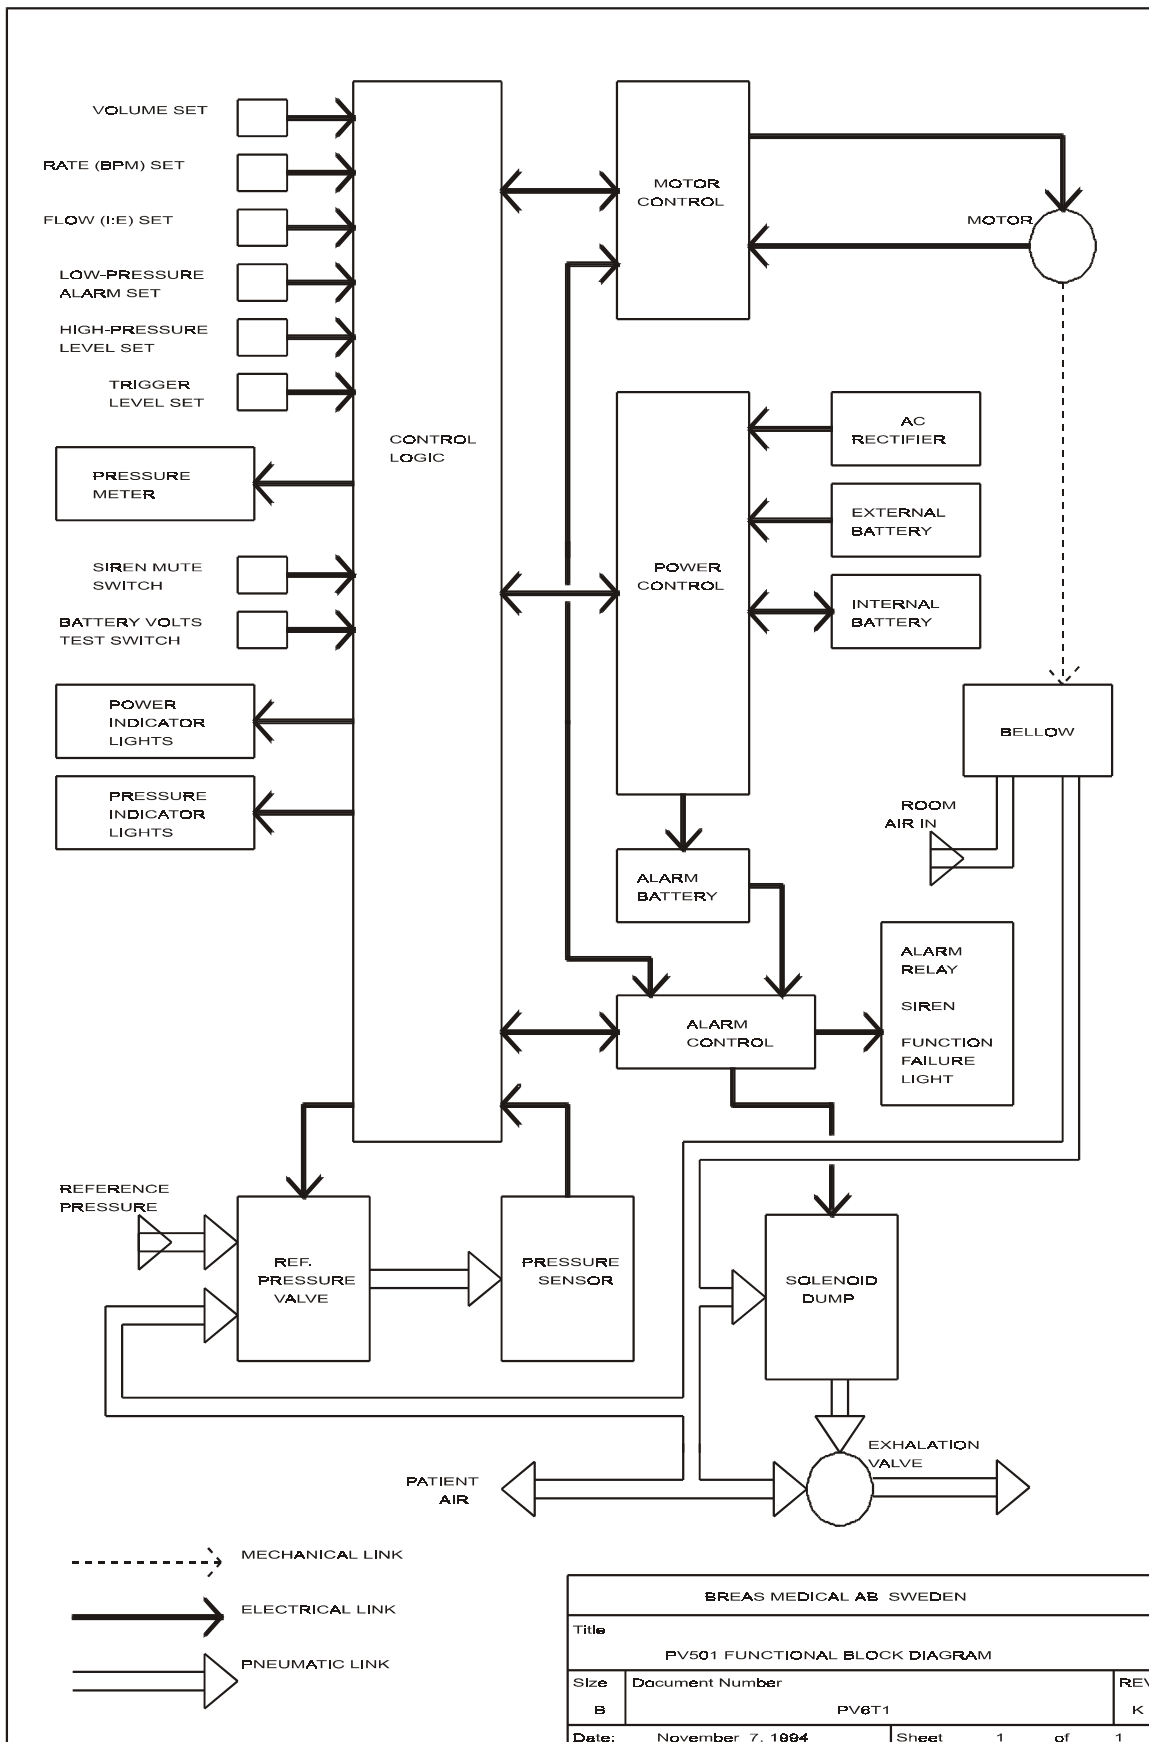 VOLUME SET
RATE (BPM) SET
FLOW (I:E) SET
LOW-PRESSURE
ALARM SET
HIGH-PRESSURE
LEVEL SET
TRIGGER
LEVEL SET
PRESSURE
METER
SIREN MUTE
SWITCH
BATTERY VOLTS
TEST SWITCH
POWER
INDICATOR
LIGHTS
PRESSURE
INDICATOR
LIGHTS
CONTROL
LOGIC
MOTOR
CONTROL
MOTOR
POWER
CONTROL
AC
RECTIFIER
EXTERNAL
BATTERY
INTERNAL
BATTERY
BELLOW
ROOM
AIR IN
ALARM
BATTERY
ALARM
CONTROL
ALARM
RELAY
SIREN
FUNCTION
FAILURE
LIGHT
REFERENCE
PRESSURE
REF.
PRESSURE
VALVE
PRESSURE
SENSOR
SOLENOID
DUMP
EXHALATION
VALVE
PATIENT
AIR
MECHANICAL LINK
ELECTRICAL LINK
PNEUMATIC LINK
BREAS MEDICAL AB SWEDEN
Title
PV501 FUNCTIONAL BLOCK DIAGRAM
Size Document Number REV
B PV6T1 K
Date: November 7, 1994 Sheet 1 of 1